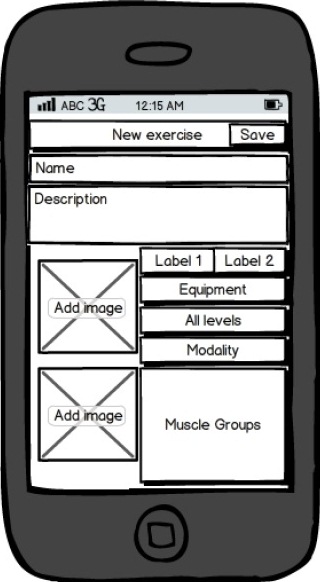 ABC 3G 12:15 AM
New exercise Save
Name
Description
Label 1 Label 2
Equipment
All levels
Modality
Add image
Add image
Muscle Groups